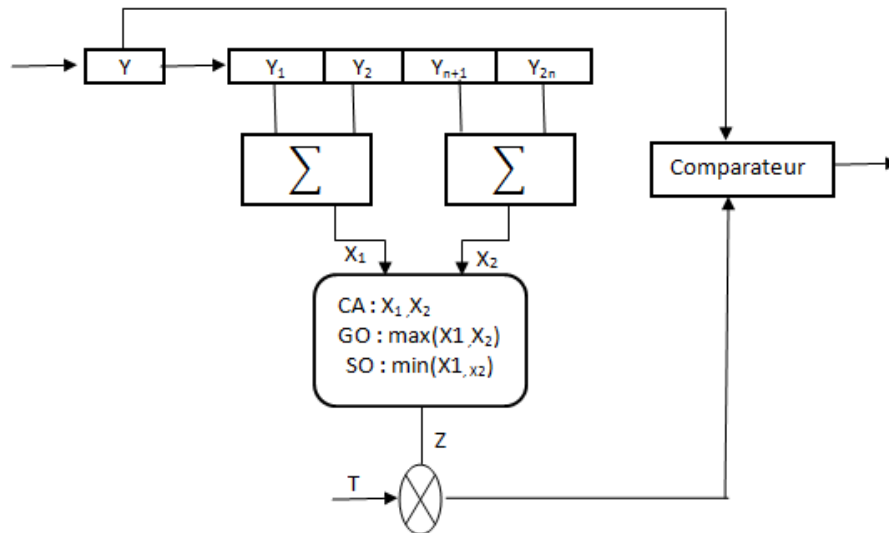 Y Y₁ Y₂ Yₙ₊₁ Y₂ₙ
∑ ∑ Comparateur
X₁ X₂
CA : X₁,X₂
GO : max(X1,X₂)
SO : min(X1,ₓ₂)
Z
T